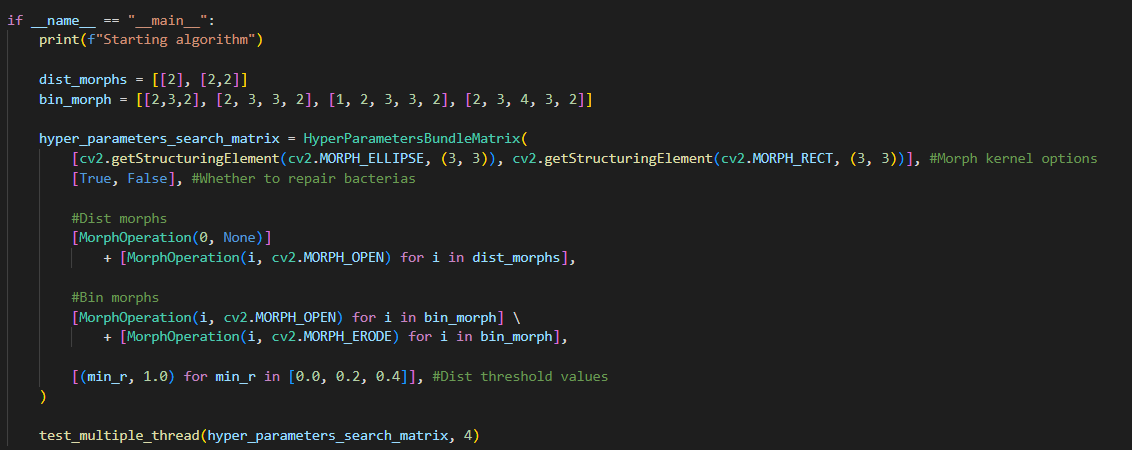 if __name__ == "__main__":
    print(f"Starting algorithm")
    dist_morphs = [[2], [2,2]]
    bin_morph = [[2,3,2], [2, 3, 3, 2], [1, 2, 3, 3, 2], [2, 3, 4, 3, 2]]
    hyper_parameters_search_matrix = HyperParametersBundleMatrix(
        [cv2.getStructuringElement(cv2.MORPH_ELLIPSE, (3, 3)), cv2.getStructuringElement(cv2.MORPH_RECT, (3, 3))], #Morph kernel options
        [True, False], #Whether to repair bacterias
        #Dist morphs
        [MorphOperation(0, None)]
            + [MorphOperation(i, cv2.MORPH_OPEN) for i in dist_morphs],
        #Bin morphs
        [MorphOperation(i, cv2.MORPH_OPEN) for i in bin_morph] \
            + [MorphOperation(i, cv2.MORPH_ERODE) for i in bin_morph],
        [(min_r, 1.0) for min_r in [0.0, 0.2, 0.4]], #Dist threshold values
    )
    test_multiple_thread(hyper_parameters_search_matrix, 4)